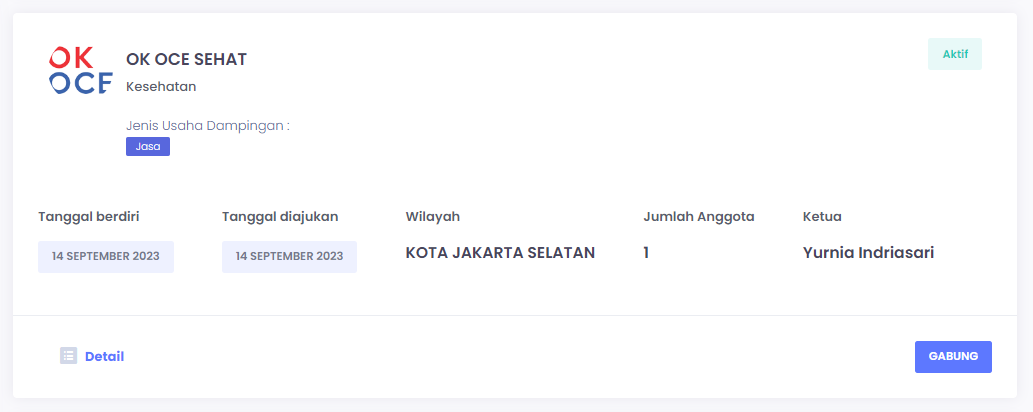 OK
OCE
OK OCE SEHAT
Kesehatan
Aktif
Jenis Usaha Dampingan :
Jasa
Tanggal berdiri
14 SEPTEMBER 2023
Tanggal diajukan
14 SEPTEMBER 2023
Wilayah
KOTA JAKARTA SELATAN
Jumlah Anggota
1
Ketua
Yurnia Indriasari
Detail
GABUNG